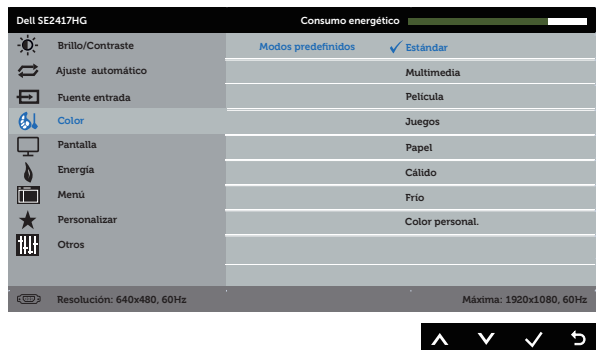 Dell SE2417HG Consumo energético
Brillo/Contraste Modos predefinidos Estándar
Ajuste automático Multimedia
Fuente entrada Película
Color Juegos
Pantalla Papel
Energía Cálido
Menú Frío
Personalizar Color personal.
Otros
Resolución: 640x480, 60Hz Máxima: 1920x1080, 60Hz